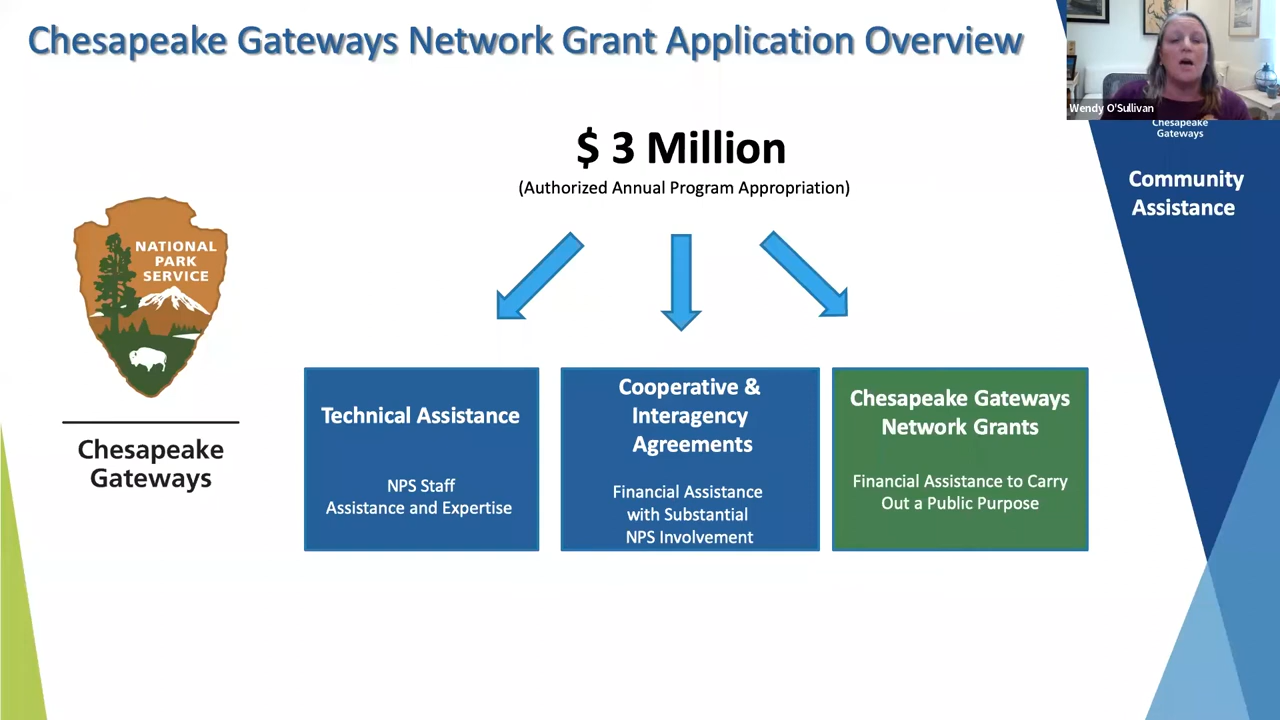 Chesapeake Gateways Network Grant Application Overview
Wendy O'Sullivan
Chesapeake
Gateways
Community
Assistance
$ 3 Million
(Authorized Annual Program Appropriation)
NATIONAL
PARK
SERVICE
Chesapeake
Gateways
Technical Assistance
NPS Staff
Assistance and Expertise
Cooperative &
Interagency
Agreements
Financial Assistance
with Substantial
NPS Involvement
Chesapeake Gateways
Network Grants
Financial Assistance to Carry
Out a Public Purpose